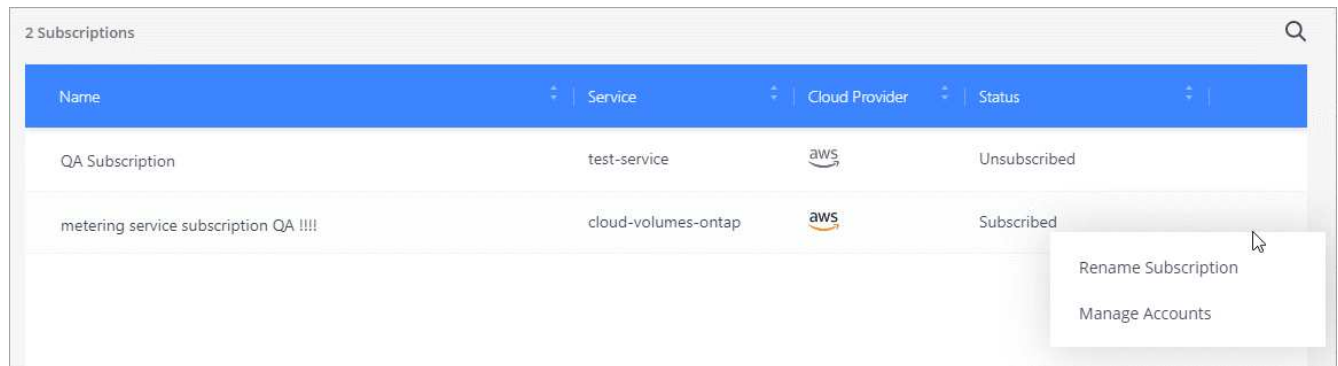 2 Subscriptions
Name Service Cloud Provider Status
QA Subscription test-service aws Unsubscribed
metering service subscription QA !!!! cloud-volumes-ontap aws Subscribed
Rename Subscription
Manage Accounts